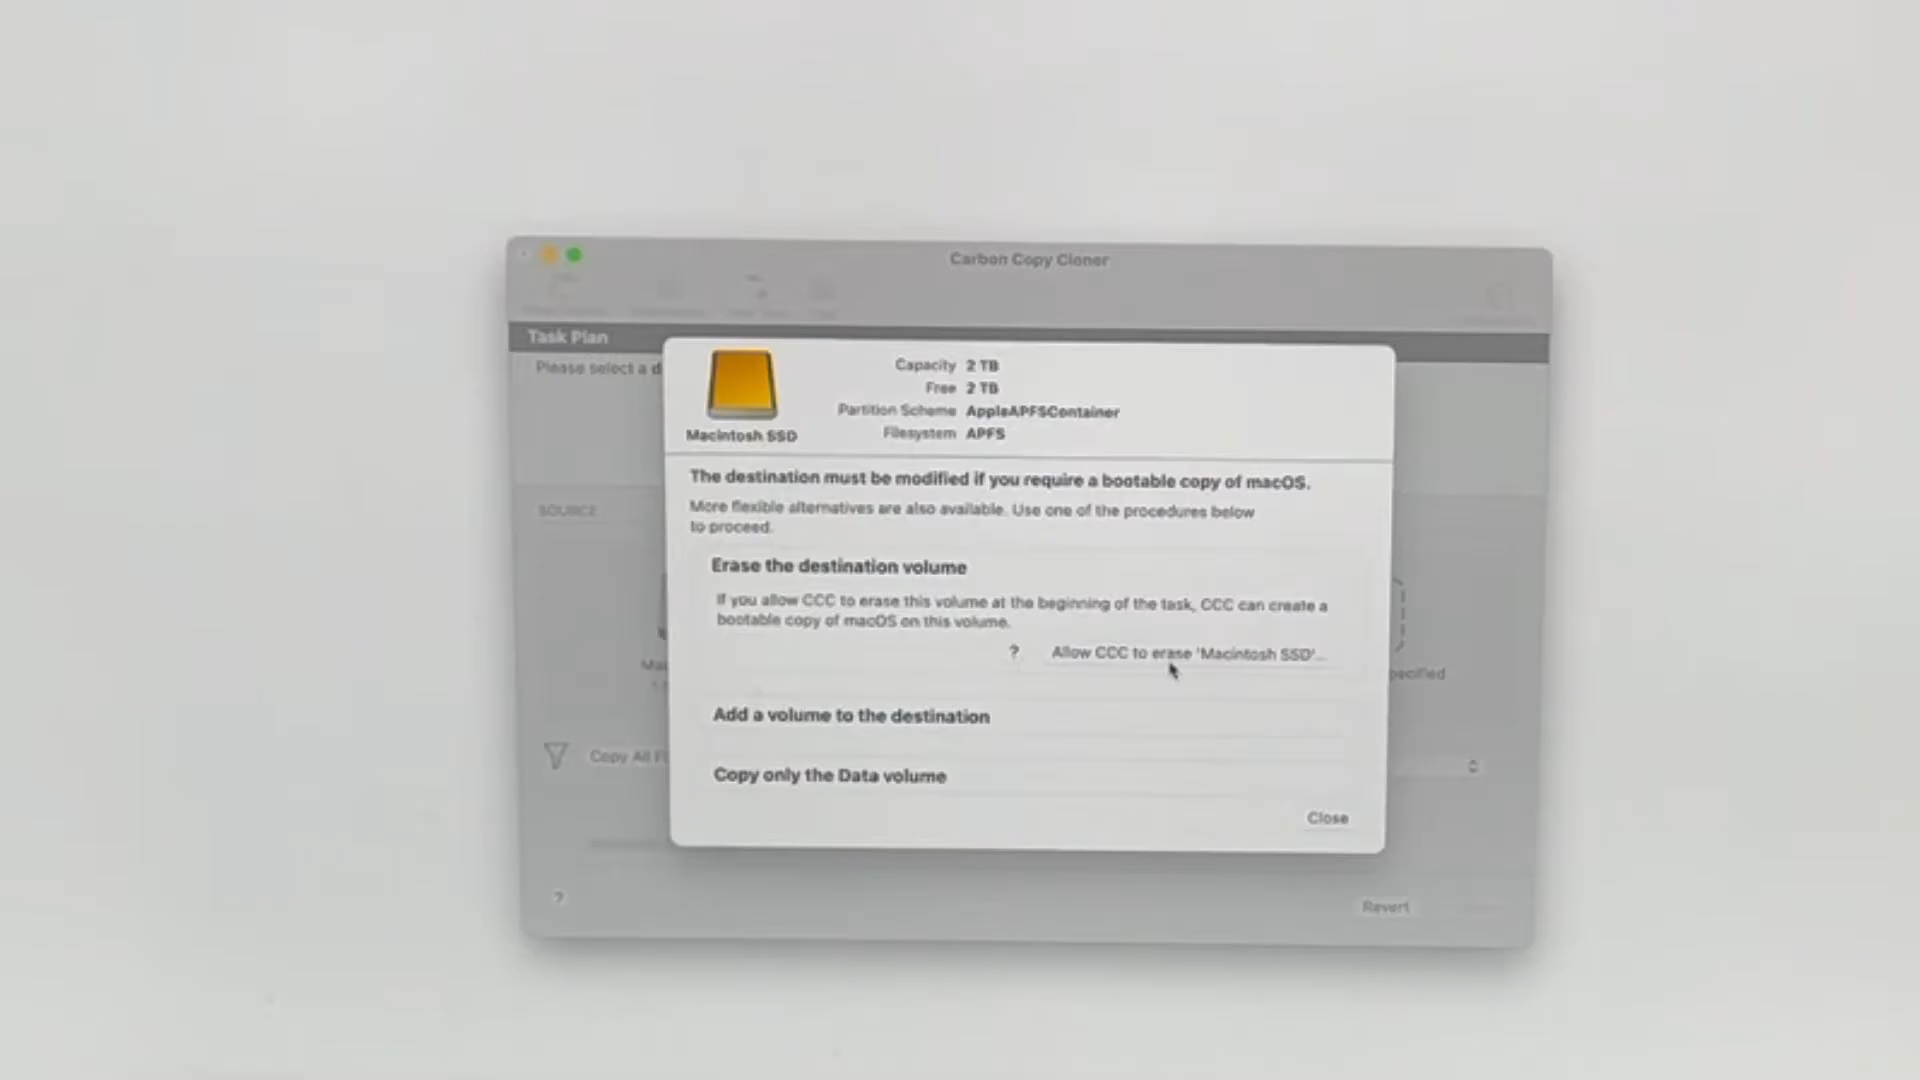 Carbon Copy Cloner
Task Plan
Please select a d
Capacity 2 TB
Free 2 TB
Partition Scheme AppleAPFSContainer
Filesystem APFS
Macintosh SSD
The destination must be modified if you require a bootable copy of macOS.
More flexible alternatives are also available. Use one of the procedures below
to proceed.
SOURCE
Erase the destination volume
If you allow CCC to erase this volume at the beginning of the task, CCC can create a
bootable copy of macOS on this volume.
? Allow CCC to erase 'Macintosh SSD'...
Mac
pecified
Add a volume to the destination
Copy All Fi
Copy only the Data volume
Close
?
Revert